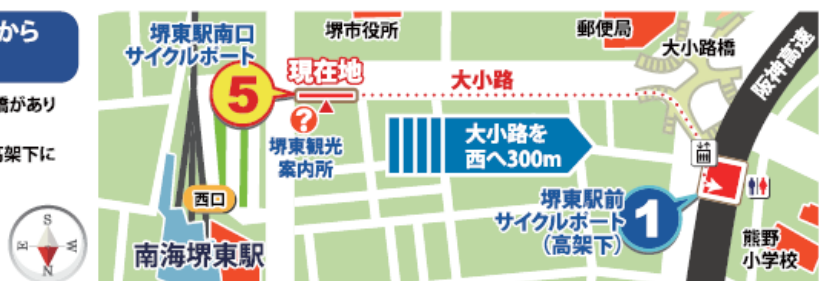 から
橋があり
高架下に
S
E
W
N
堺東駅南口
サイクルポート
5
現在地
?
堺東観光
案内所
西口
南海堺東駅
堺市役所
大小路
大小路を
西へ300m
郵便局
大小路橋
阪神高速
堺東駅前
サイクルポート
(高架下)
1
熊野
小学校